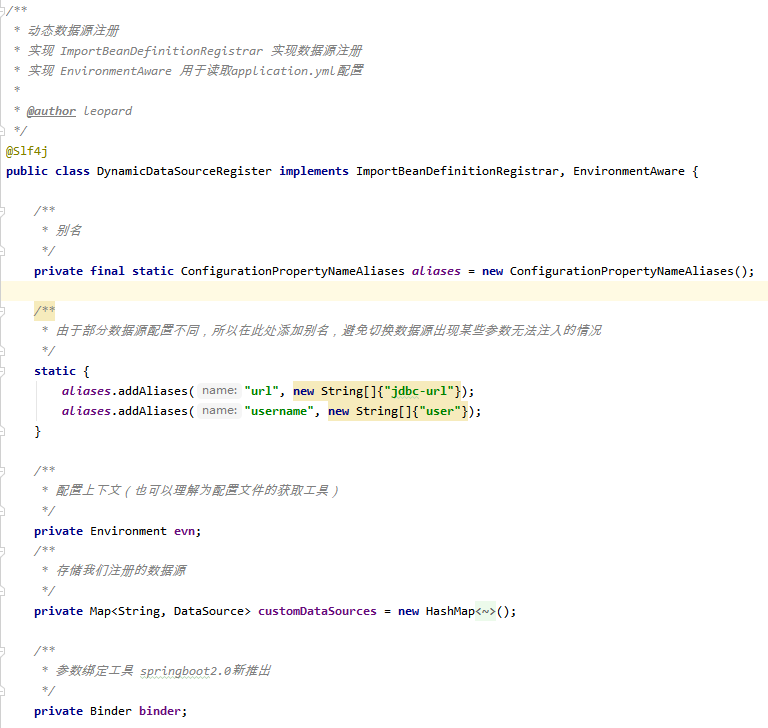 /**
 * 动态数据源注册
 * 实现 ImportBeanDefinitionRegistrar 实现数据源注册
 * 实现 EnvironmentAware 用于读取application.yml配置
 *
 * @author leopard
 */
@Slf4j
public class DynamicDataSourceRegister implements ImportBeanDefinitionRegistrar, EnvironmentAware {
    /**
     * 别名
     */
    private final static ConfigurationPropertyNameAliases aliases = new ConfigurationPropertyNameAliases();
    /**
     * 由于部分数据源配置不同，所以在此处添加别名，避免切换数据源出现某些参数无法注入的情况
     */
    static {
        aliases.addAliases( name: "url", new String[]{"jdbc-url"});
        aliases.addAliases( name: "username", new String[]{"user"});
    }
    /**
     * 配置上下文（也可以理解为配置文件的获取工具）
     */
    private Environment evn;
    /**
     * 存储我们注册的数据源
     */
    private Map<String, DataSource> customDataSources = new HashMap<~>();
    /**
     * 参数绑定工具 springboot2.0新推出
     */
    private Binder binder;